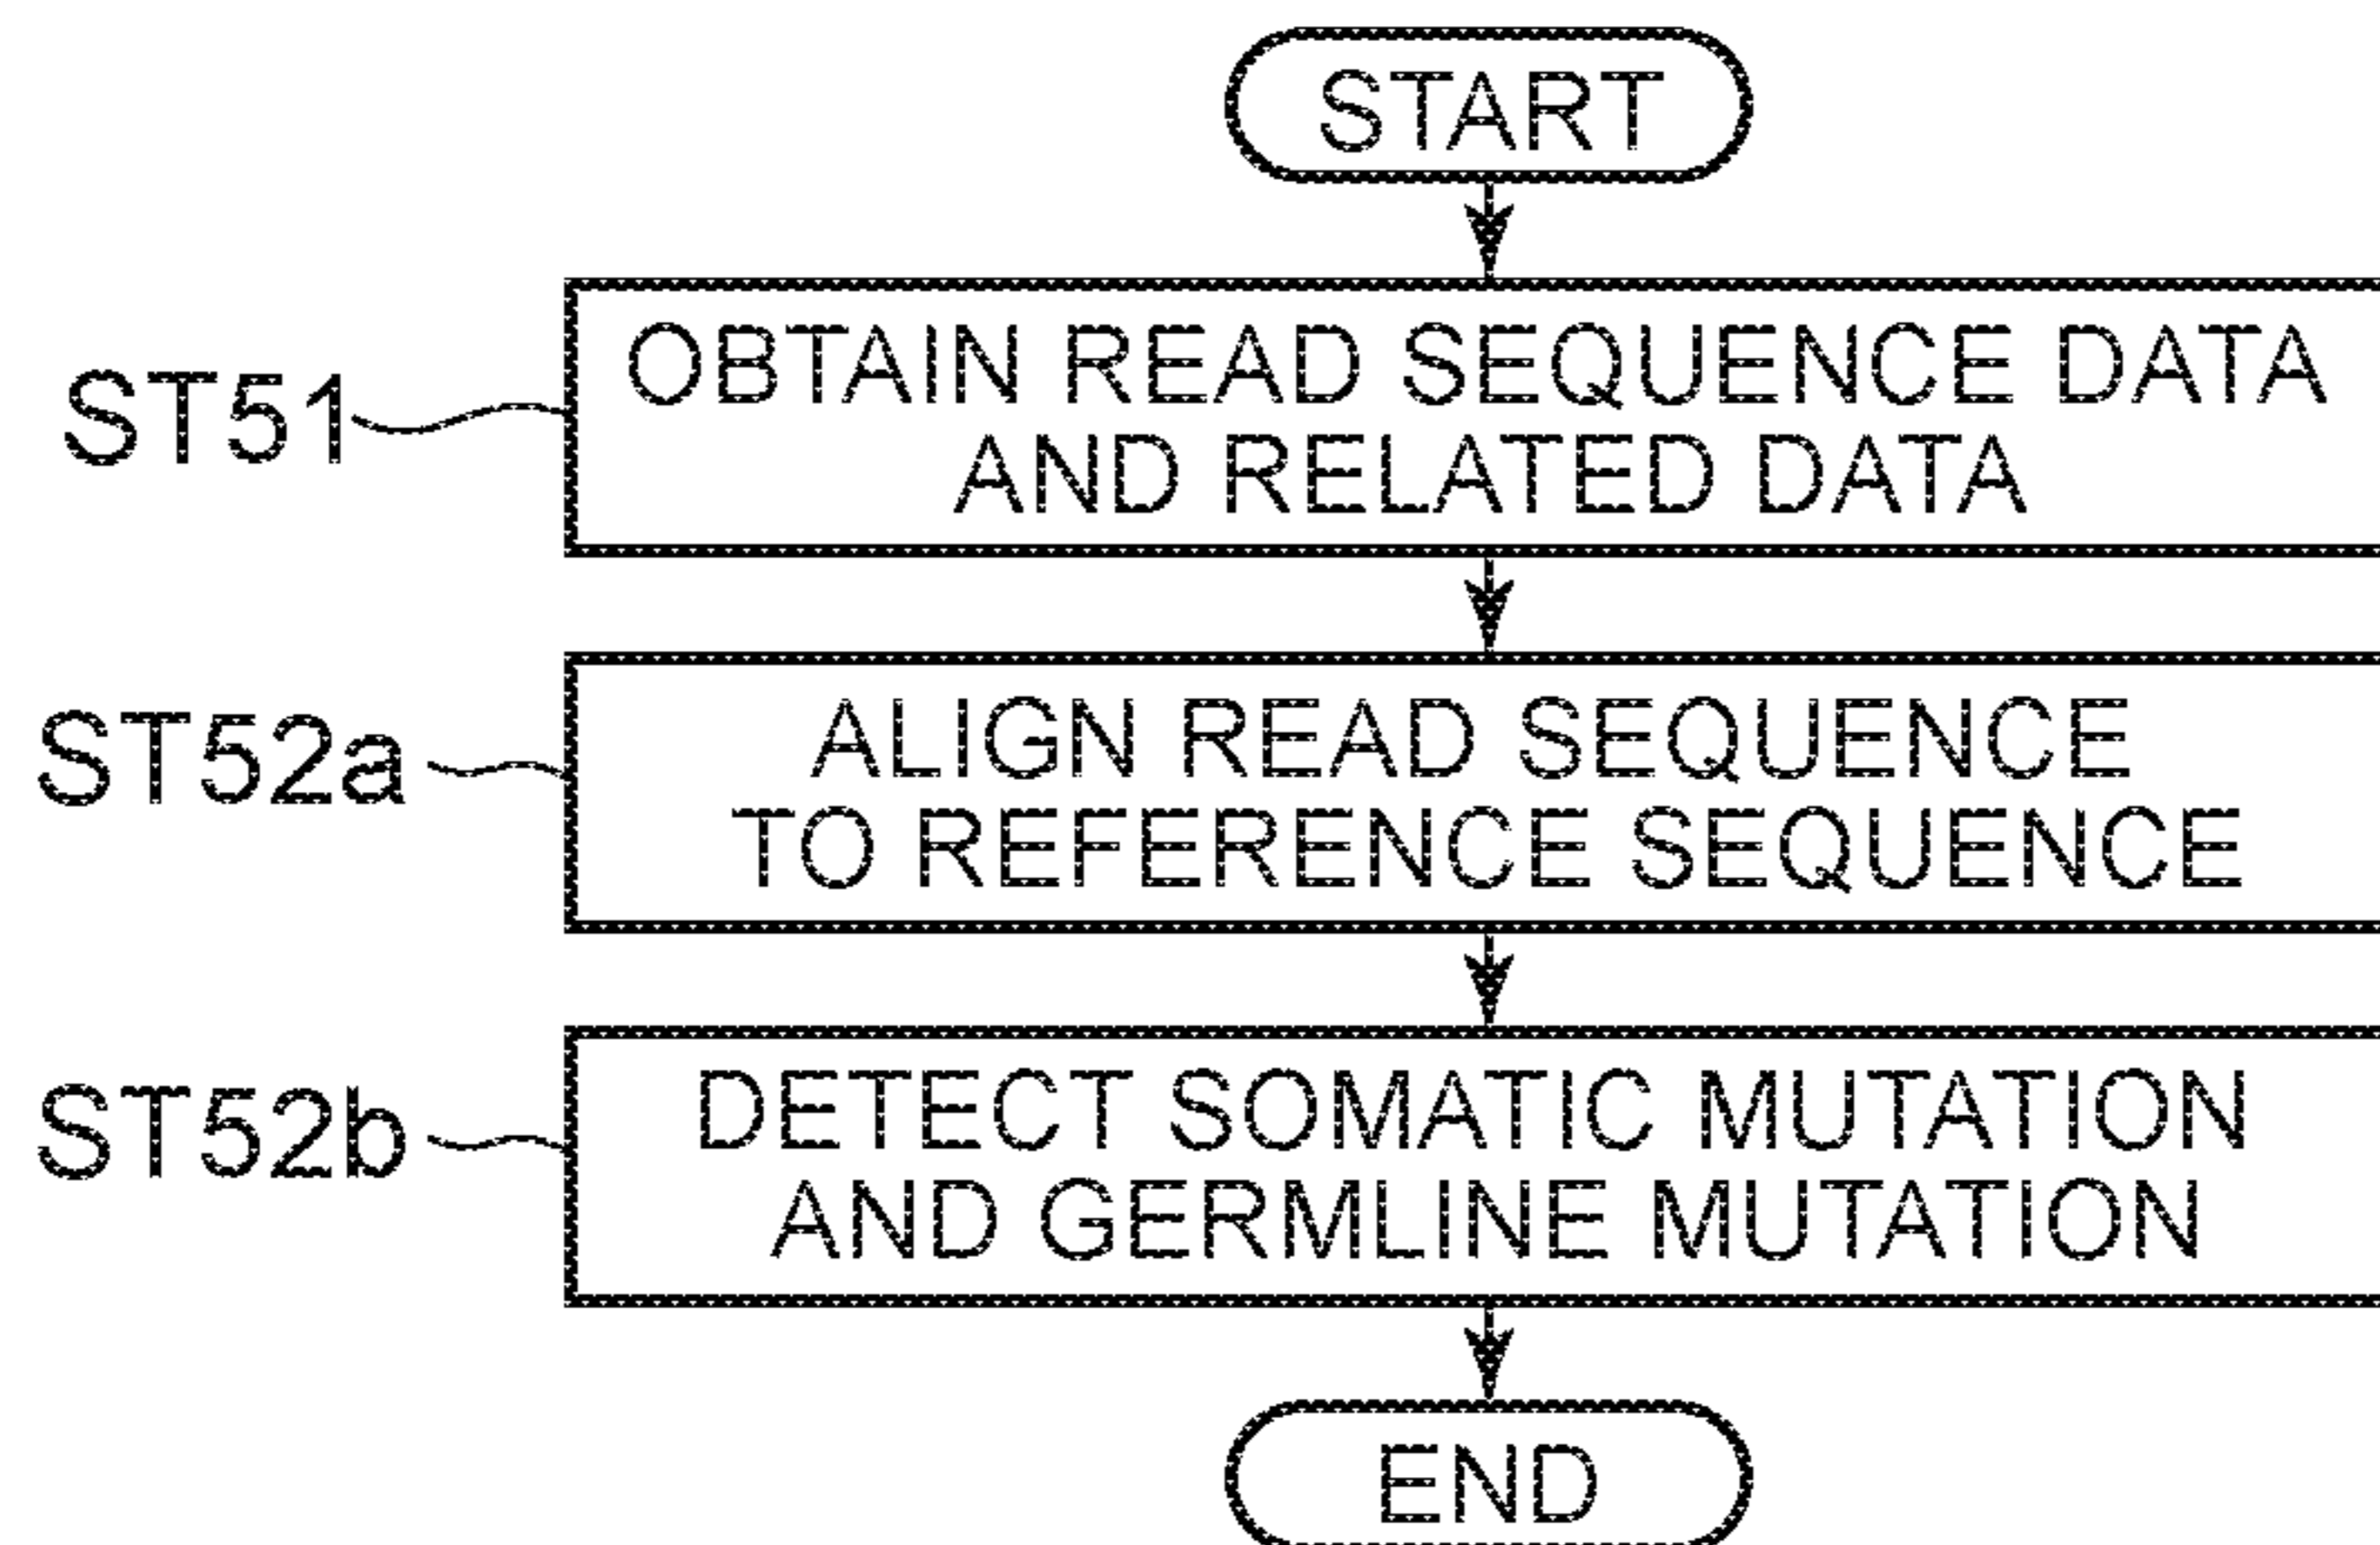 START
ST51
OBTAIN READ SEQUENCE DATA
AND RELATED DATA
ST52a
ALIGN READ SEQUENCE
TO REFERENCE SEQUENCE
ST52b
DETECT SOMATIC MUTATION
AND GERMLINE MUTATION
END